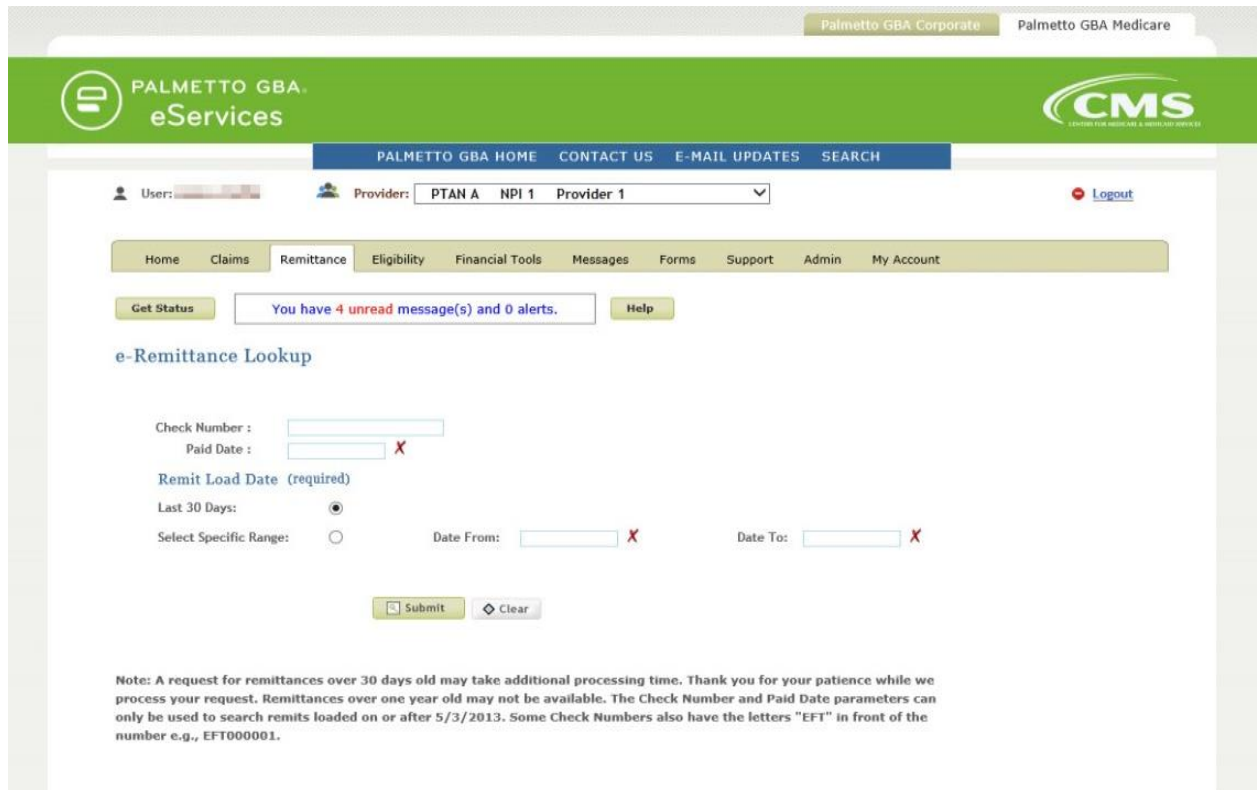 Palmetto GBA Corporate Palmetto GBA Medicare
PALMETTO GBA.
eServices
CMS
CENTERS FOR MEDICARE & MEDICAID SERVICES
PALMETTO GBA HOME CONTACT US E-MAIL UPDATES SEARCH
User: Provider: PTAN A NPI 1 Provider 1 Logout
Home Claims Remittance Eligibility Financial Tools Messages Forms Support Admin My Account
Get Status You have 4 unread message(s) and 0 alerts. Help
e-Remittance Lookup
Check Number :
Paid Date : X
Remit Load Date (required)
Last 30 Days:
Select Specific Range: Date From: X Date To: X
Submit Clear
Note: A request for remittances over 30 days old may take additional processing time. Thank you for your patience while we
process your request. Remittances over one year old may not be available. The Check Number and Paid Date parameters can
only be used to search remits loaded on or after 5/3/2013. Some Check Numbers also have the letters "EFT" in front of the
number e.g., EFT000001.